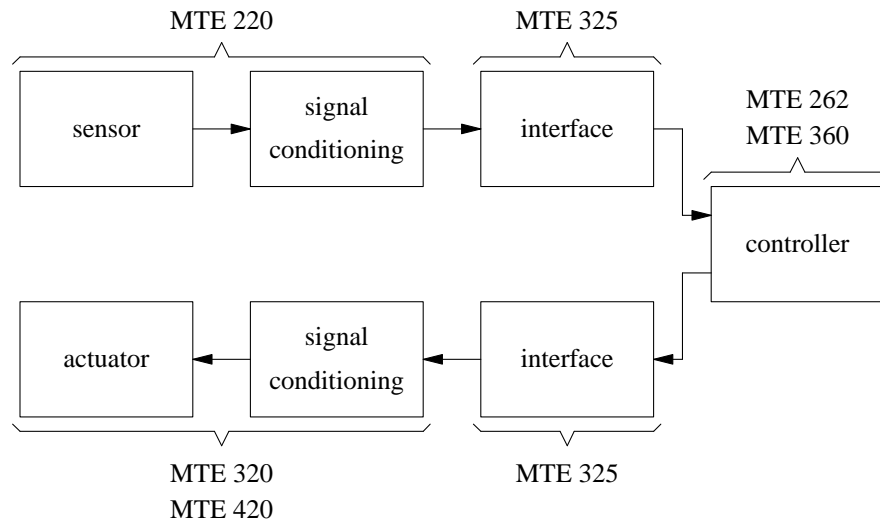 MTE 220
MTE 325
sensor
signal
conditioning
interface
MTE 262
MTE 360
controller
actuator
signal
conditioning
interface
MTE 320
MTE 420
MTE 325